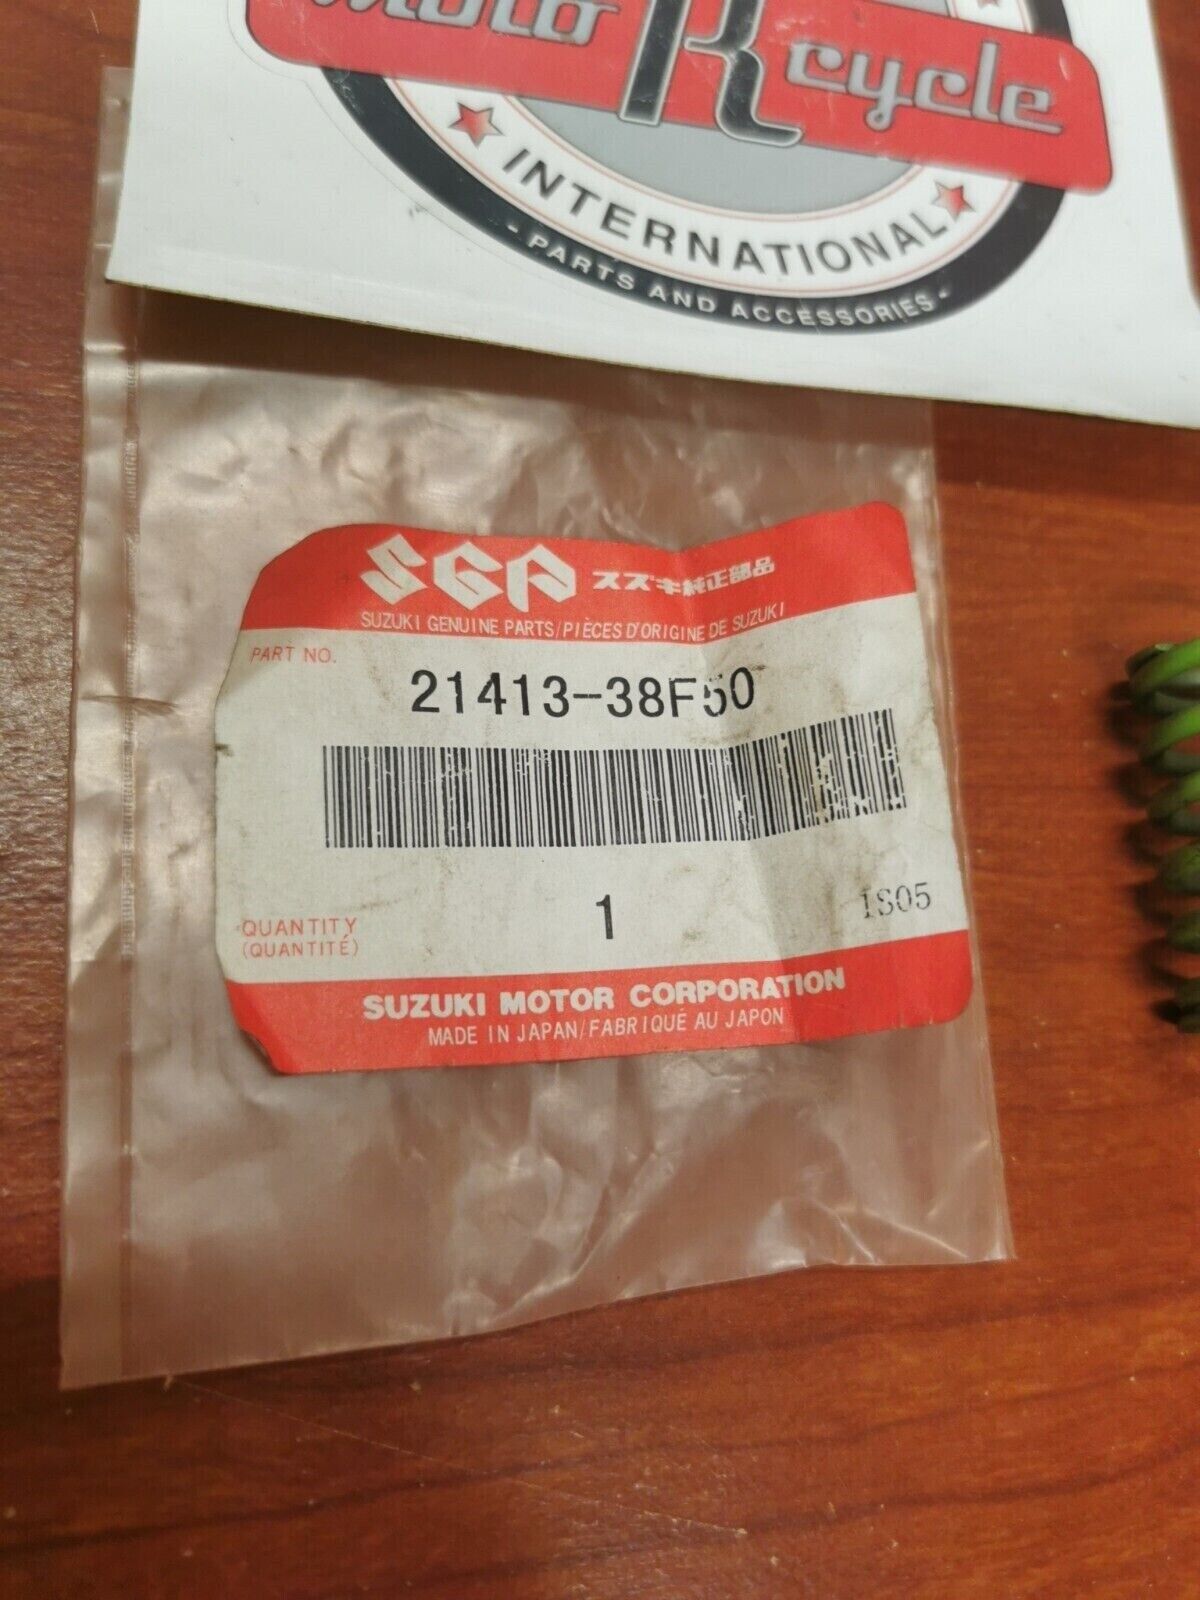 Moto R cycle
INTERNATIONAL
- PARTS AND ACCESSORIES -
SGP スズキ純正部品
SUZUKI GENUINE PARTS/PIÈCES D'ORIGINE DE SUZUKI
PART NO.
21413-38F50
1
1S05
QUANTITY
(QUANTITÉ)
SUZUKI MOTOR CORPORATION
MADE IN JAPAN/FABRIQUÉ AU JAPON